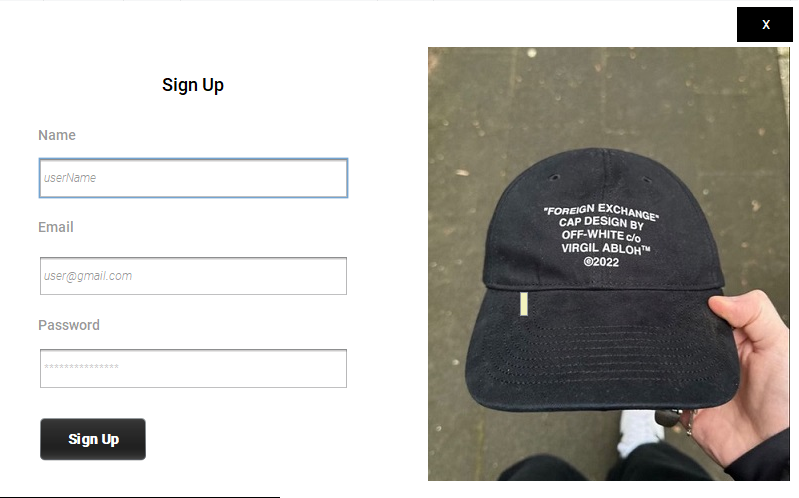 X
Sign Up
Name
userName
Email
user@gmail.com
Password
***************
Sign Up
"FOREIGN EXCHANGE"
CAP DESIGN BY
OFF-WHITE c/o
VIRGIL ABLOH™
©2022